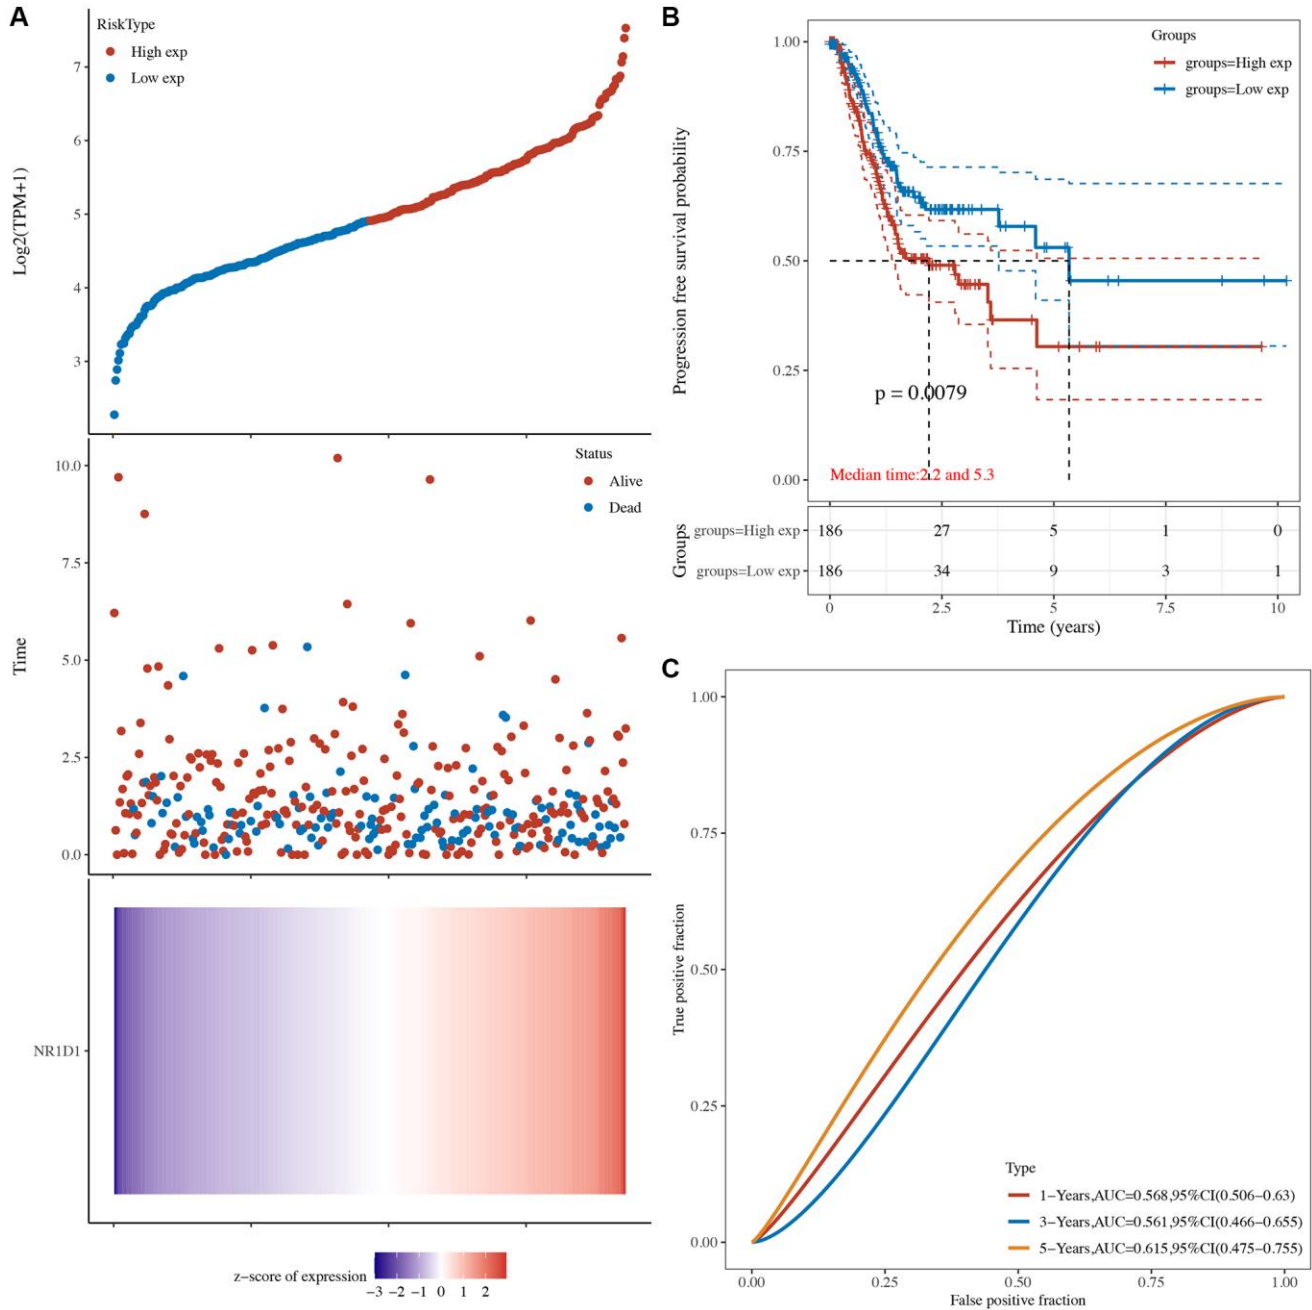 A
RiskType
High exp
Low exp
Log2(TPM+1)
7
6
5
4
3
Status
Alive
Dead
Time
10.0
7.5
5.0
2.5
0.0
NR1D1
z-score of expression
-3 -2 -1 0 1 2
B
Groups
groups=High exp
groups=Low exp
Progression free survival probability
1.00
0.75
0.50
0.25
0.00
p = 0.0079
Median time:2.2 and 5.3
Groups
groups=High exp 186 27 5 1 0
groups=Low exp 186 34 9 3 1
0 2.5 5 7.5 10
Time (years)
C
True positive fraction
1.00
0.75
0.50
0.25
0.00
Type
1-Years,AUC=0.568,95%CI(0.506-0.63)
3-Years,AUC=0.561,95%CI(0.466-0.655)
5-Years,AUC=0.615,95%CI(0.475-0.755)
0.00 0.25 0.50 0.75 1.00
False positive fraction